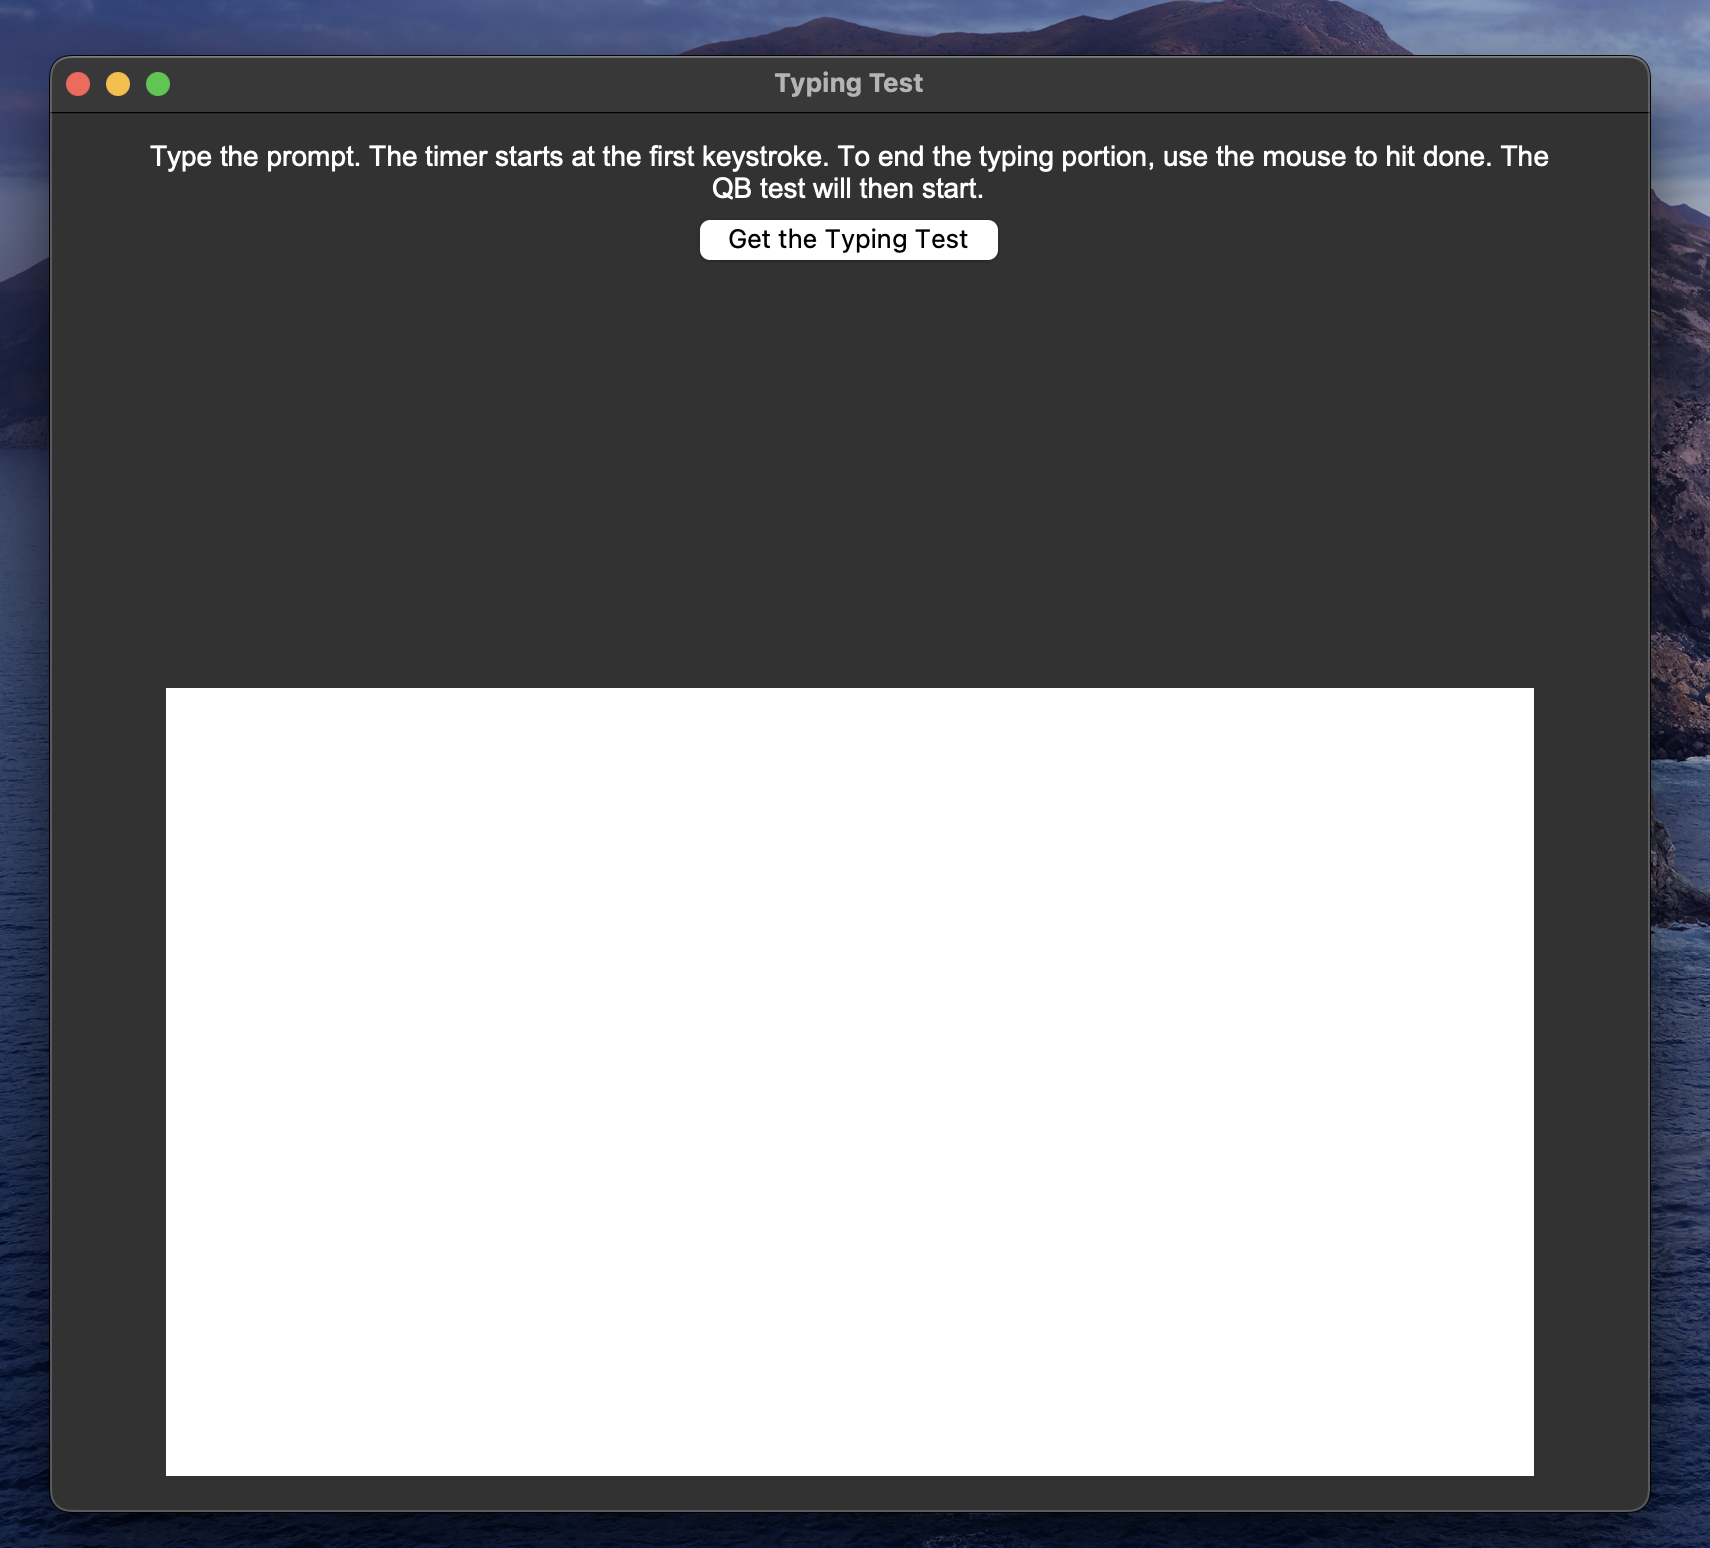 Typing Test
Type the prompt. The timer starts at the first keystroke. To end the typing portion, use the mouse to hit done. The
QB test will then start.
Get the Typing Test